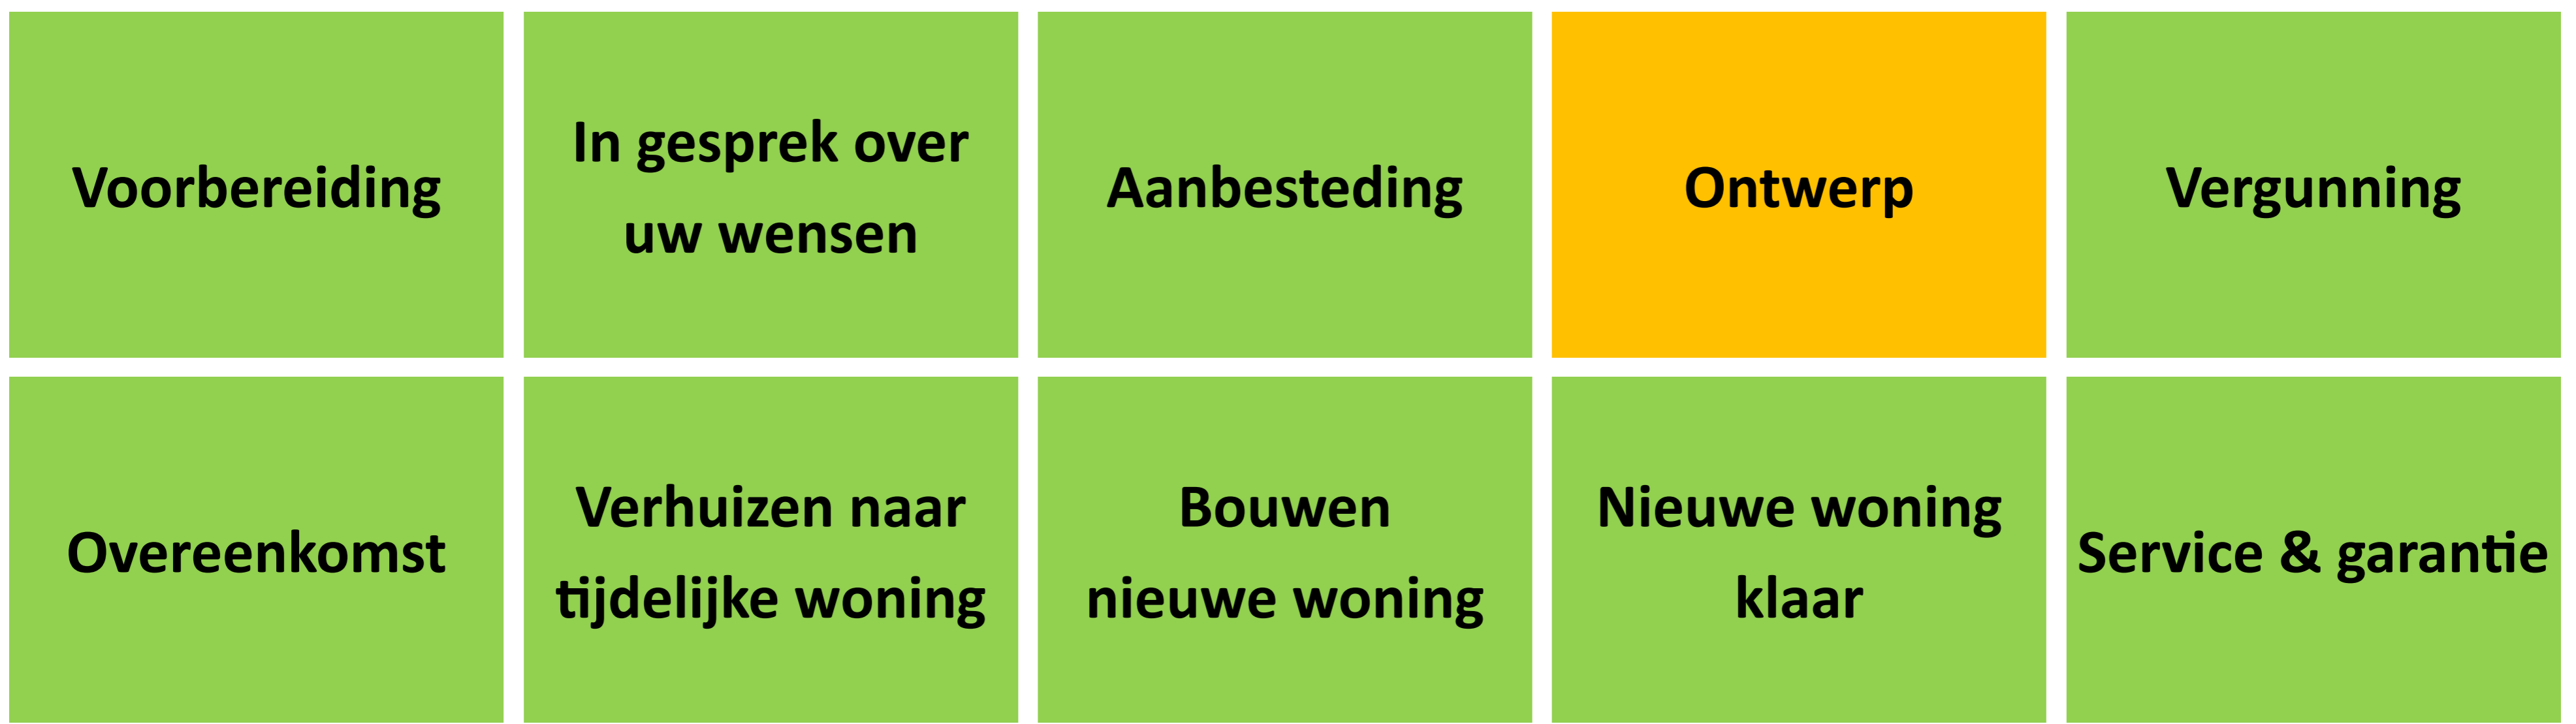 Voorbereiding
In gesprek over
uw wensen
Aanbesteding
Ontwerp
Vergunning
Overeenkomst
Verhuizen naar
tijdelijke woning
Bouwen
nieuwe woning
Nieuwe woning
klaar
Service & garantie